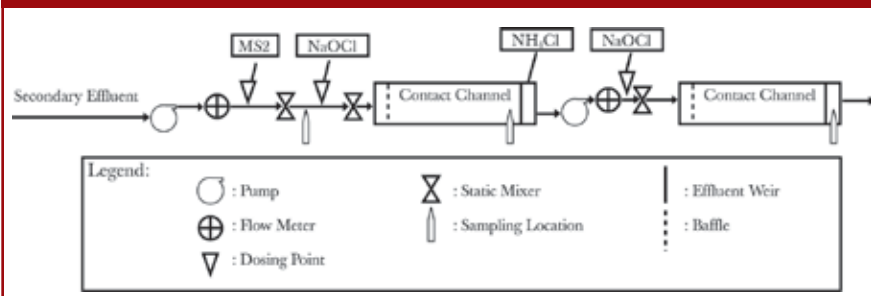 MS2
NaOCl
NH₄Cl
NaOCl
Secondary Effluent
Contact Channel
Contact Channel
Legend:
: Pump
: Static Mixer
: Effluent Weir
: Flow Meter
: Sampling Location
: Baffle
: Dosing Point